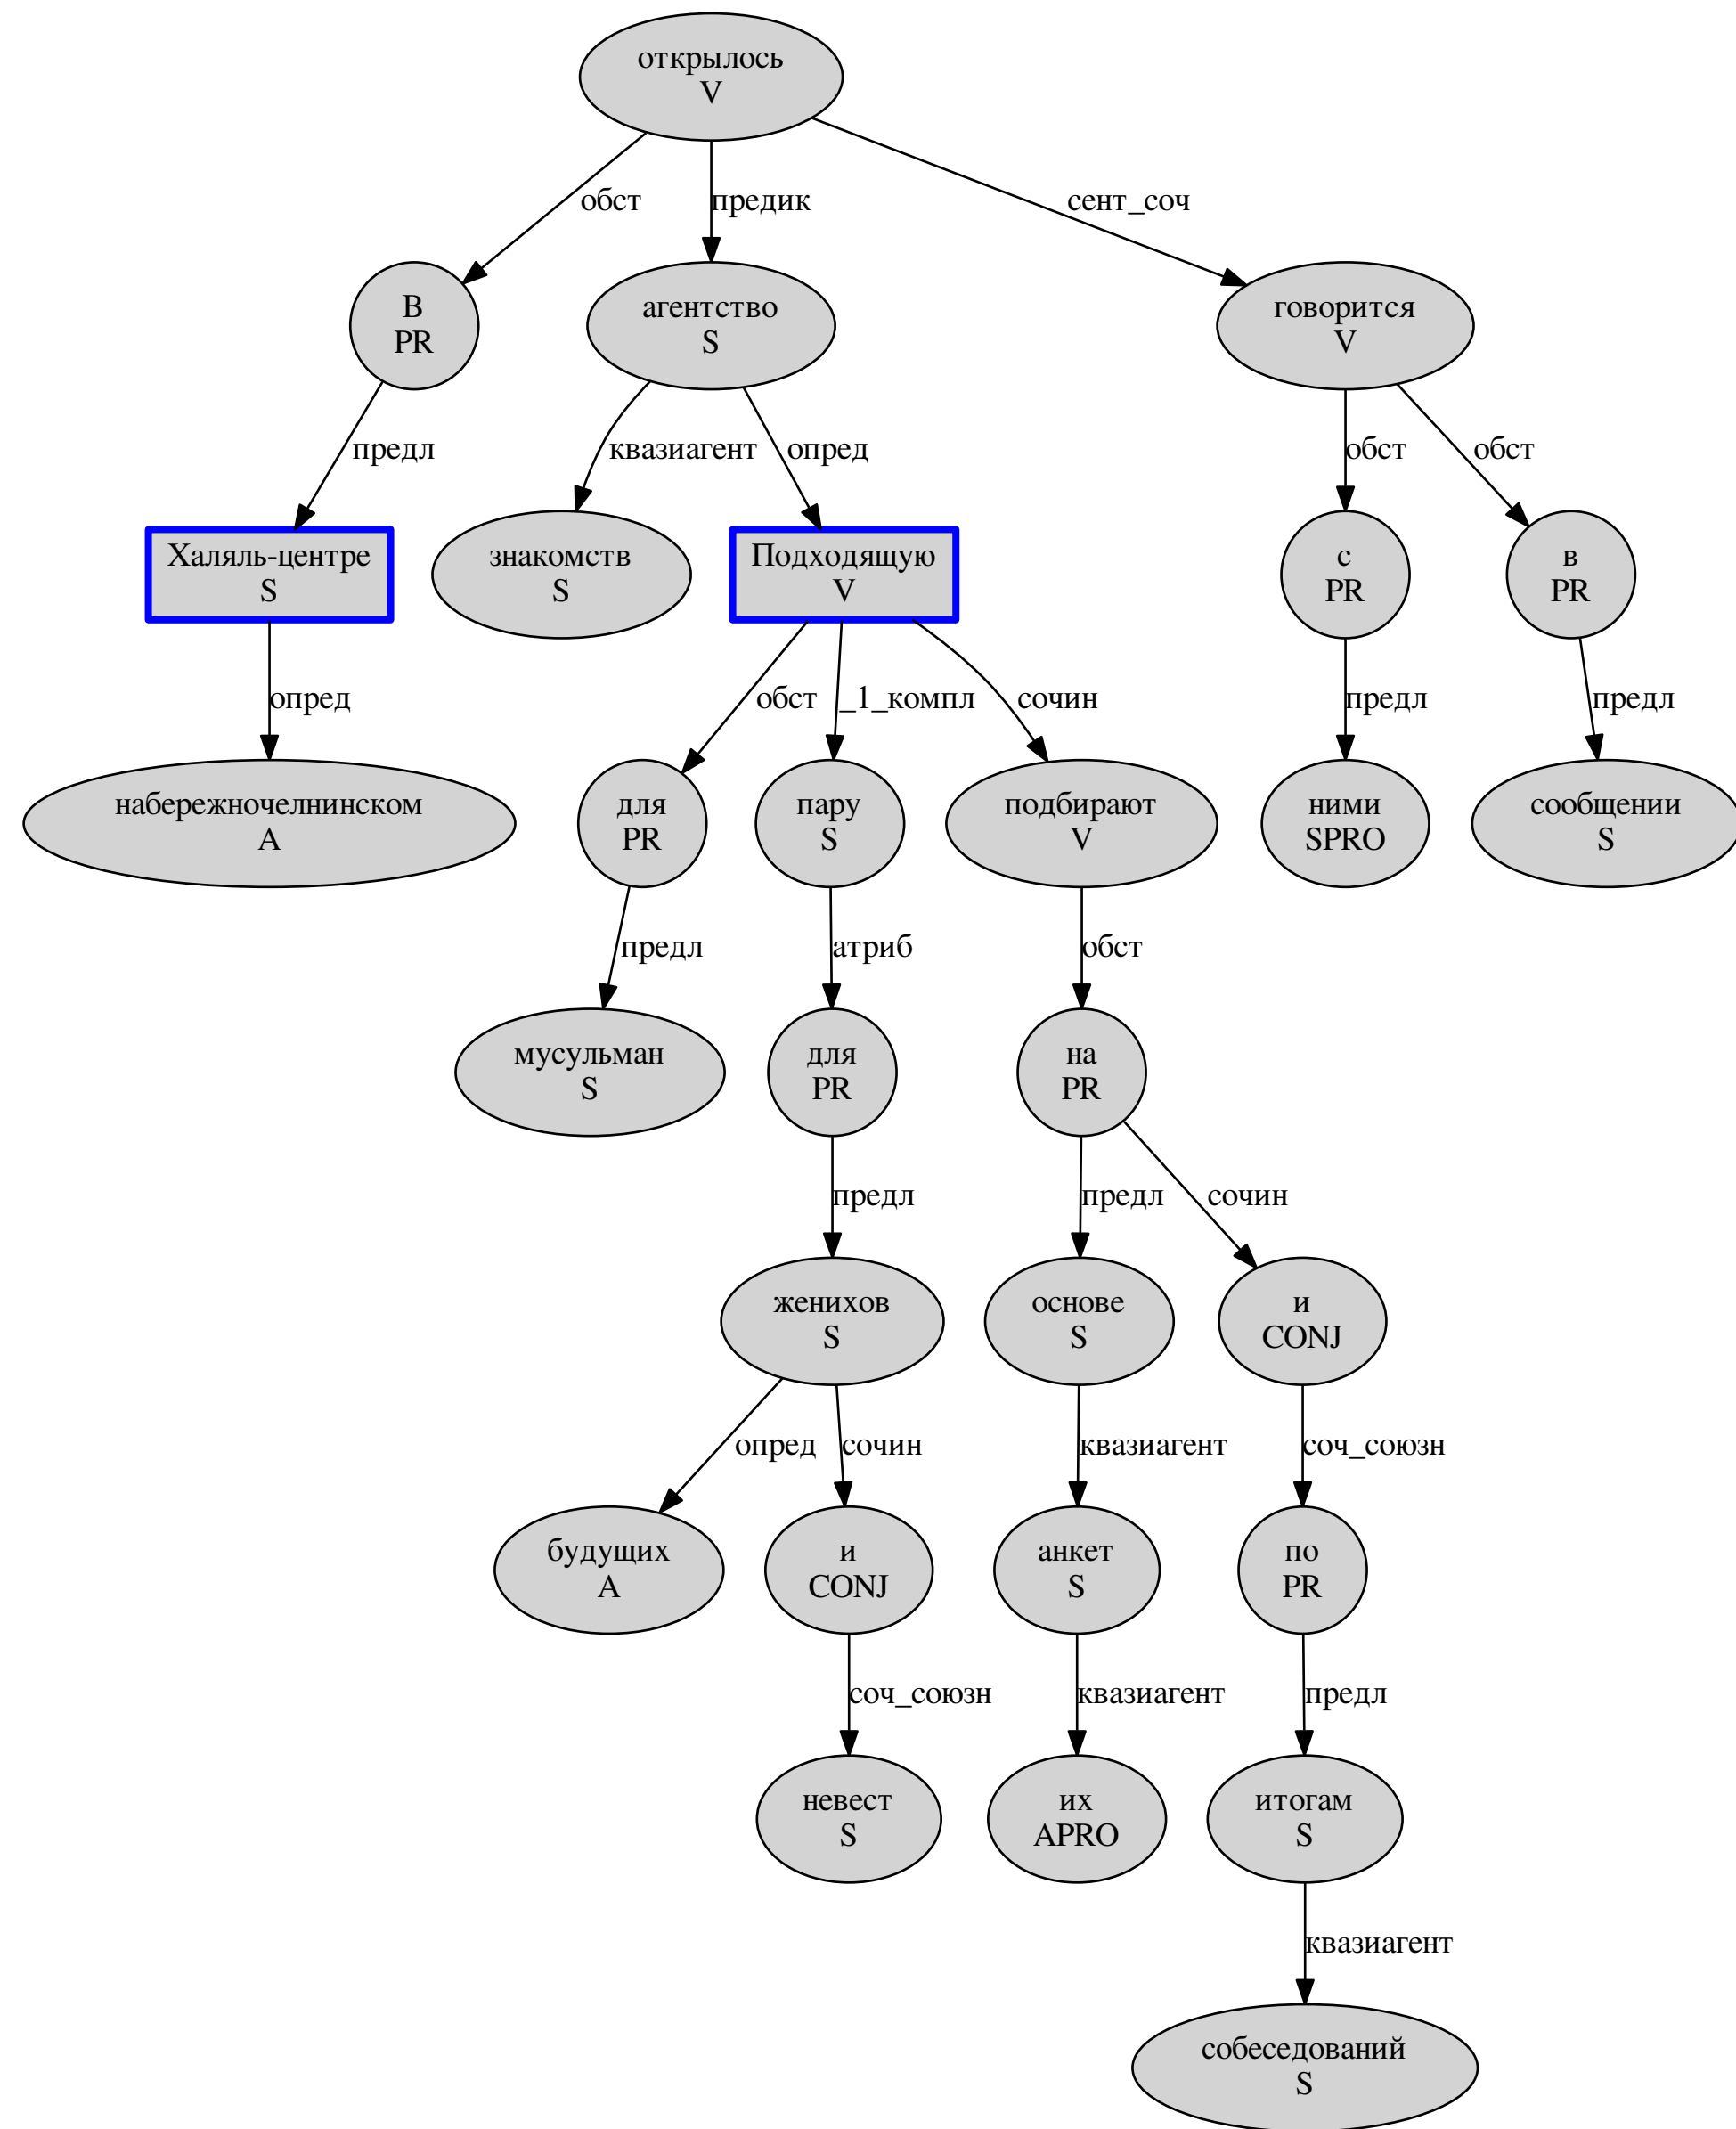 открылось
V
обст
предик
сент_соч
В
PR
агентство
S
говорится
V
предл
квазиагент
опред
обст
обст
Халяль-центре
S
знакомств
S
Подходящую
V
с
PR
в
PR
опред
обст
_1_компл
сочин
предл
предл
набережночелнинском
A
для
PR
пару
S
подбирают
V
ними
SPRO
сообщении
S
предл
атриб
обст
мусульман
S
для
PR
на
PR
предл
предл
сочин
женихов
S
основе
S
и
CONJ
опред
сочин
квазиагент
соч_союзн
будущих
A
и
CONJ
анкет
S
по
PR
соч_союзн
квазиагент
предл
невест
S
их
APRO
итогам
S
квазиагент
собеседований
S